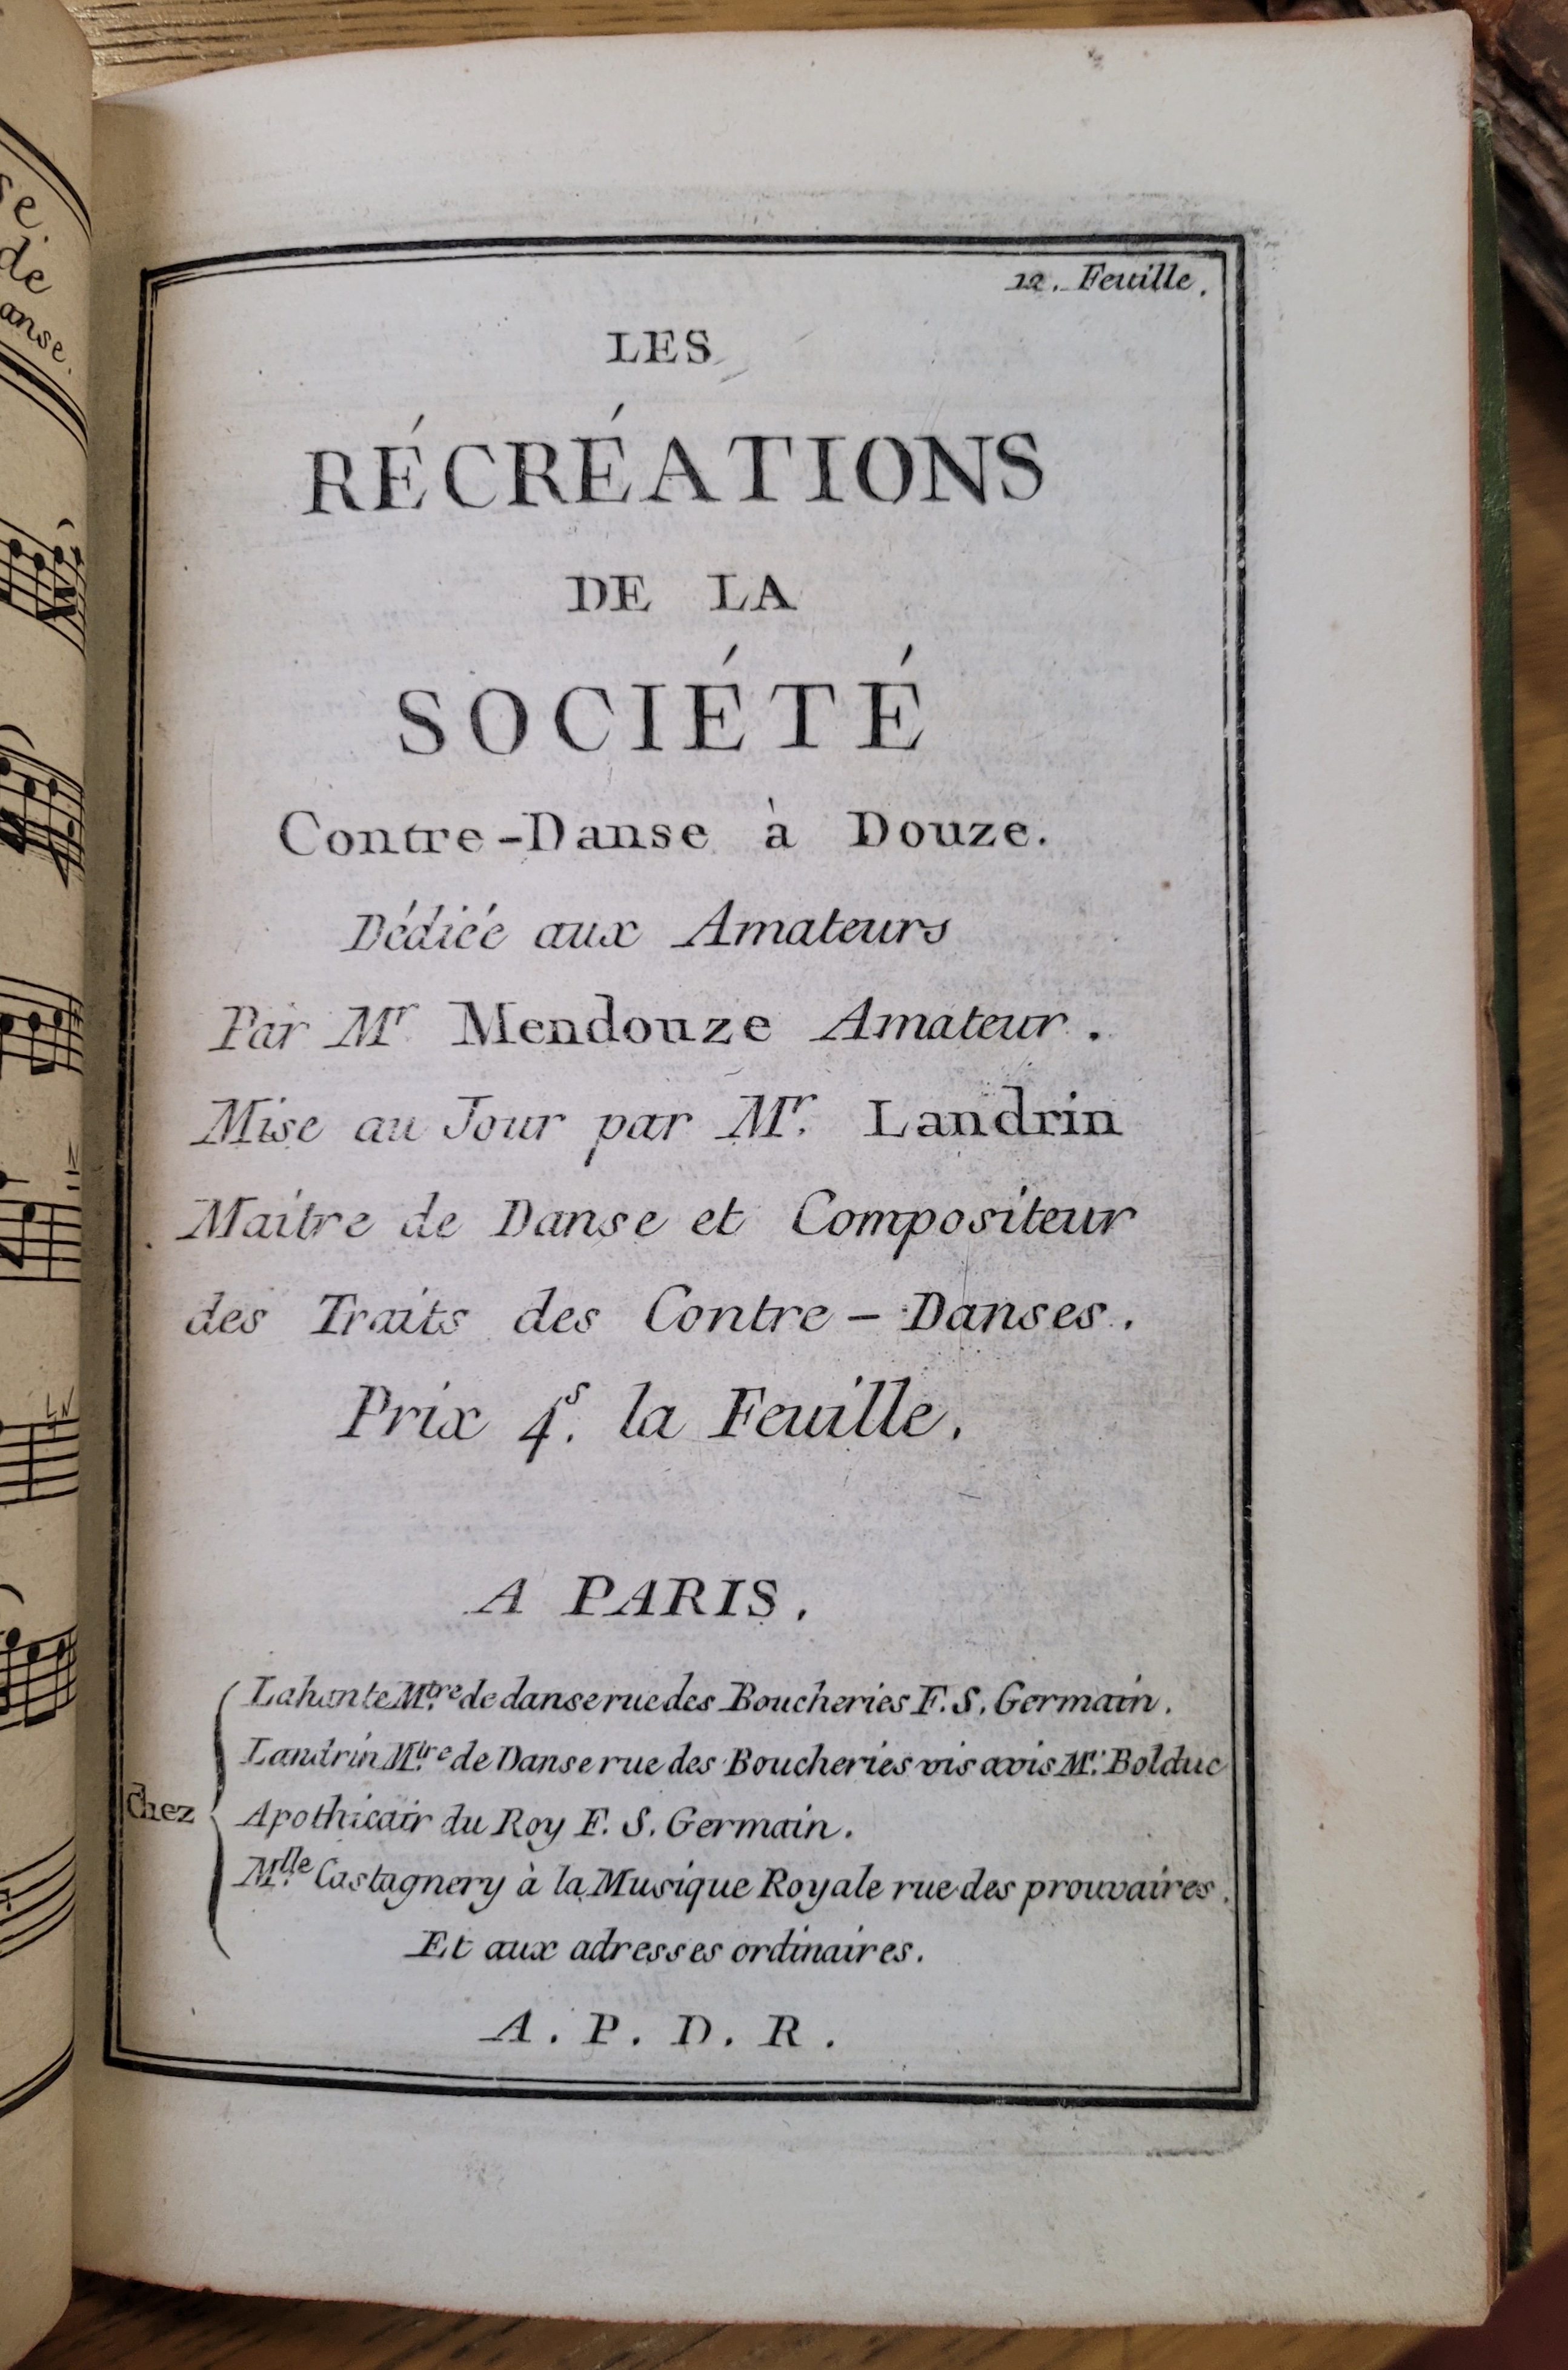 se.
de
anse.
12. Feuille.
LES
RÉCRÉATIONS
DE LA
SOCIÉTÉ
Contre-Danse à Douze.
Dédiée aux Amateurs
Par Mr Mendouze Amateur.
Mise au Jour par Mr. Landrin
Maitre de Danse et Compositeur
des Traits des Contre-Danses.
Prix 4s. la Feuille.
A PARIS.
Chez
Lahante Mtre. de danse rue des Boucheries F. S. Germain.
Landrin Mtre. de Danse rue des Boucheries vis avis Mr. Bolduc
Apothicair du Roy F. S. Germain.
Mlle. Castagnery à la Musique Royale rue des prouvaires.
Et aux adresses ordinaires.
A. P. D. R.